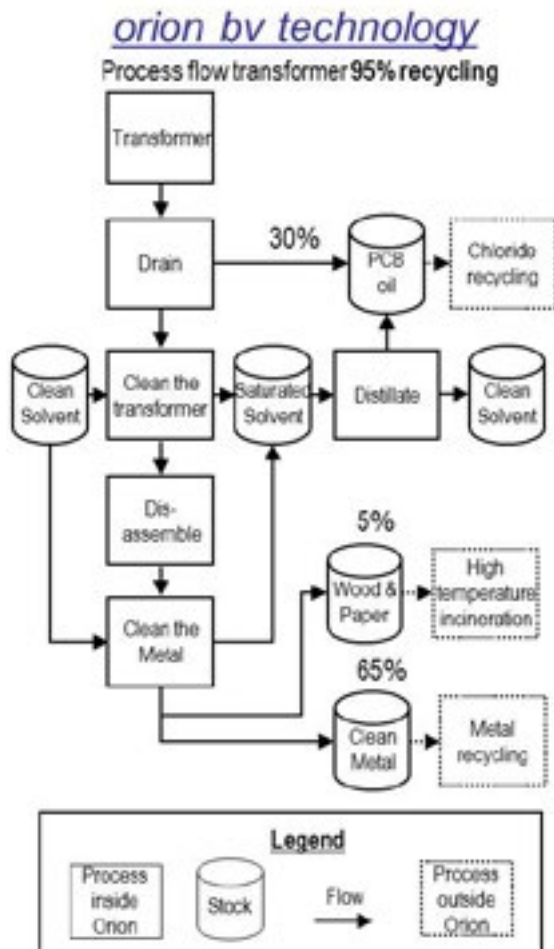 orion bv technology
Process flow transformer 95% recycling
Transformer
Drain
30%
PCB
oil
Chloride
recycling
Clean
Solvent
Clean the
transformer
Saturated
Solvent
Distillate
Clean
Solvent
Dis-
assemble
5%
Wood &
Paper
High
temperature
incineration
Clean the
Metal
65%
Clean
Metal
Metal
recycling
Legend
Process
inside
Orion
Stock
Flow
Process
outside
Orion